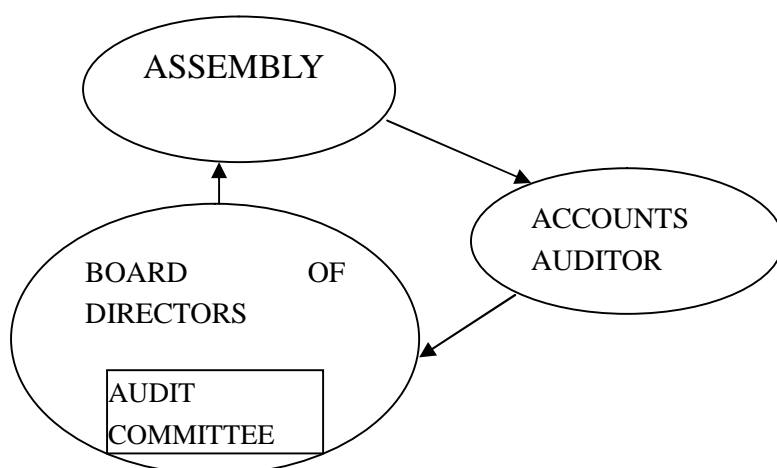 ASSEMBLY
ACCOUNTS
AUDITOR
BOARD OF
DIRECTORS
AUDIT
COMMITTEE